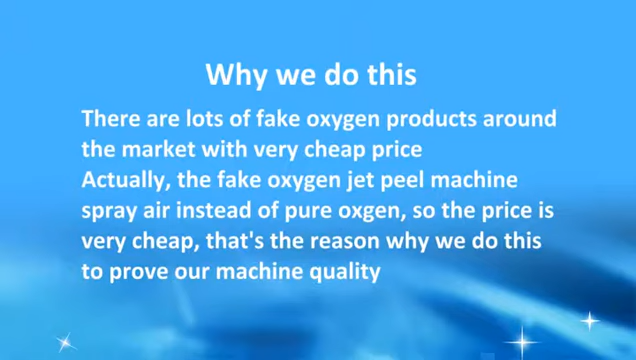 Why we do this
There are lots of fake oxygen products around
the market with very cheap price
Actually, the fake oxygen jet peel machine
spray air instead of pure oxgen, so the price is
very cheap, that's the reason why we do this
to prove our machine quality